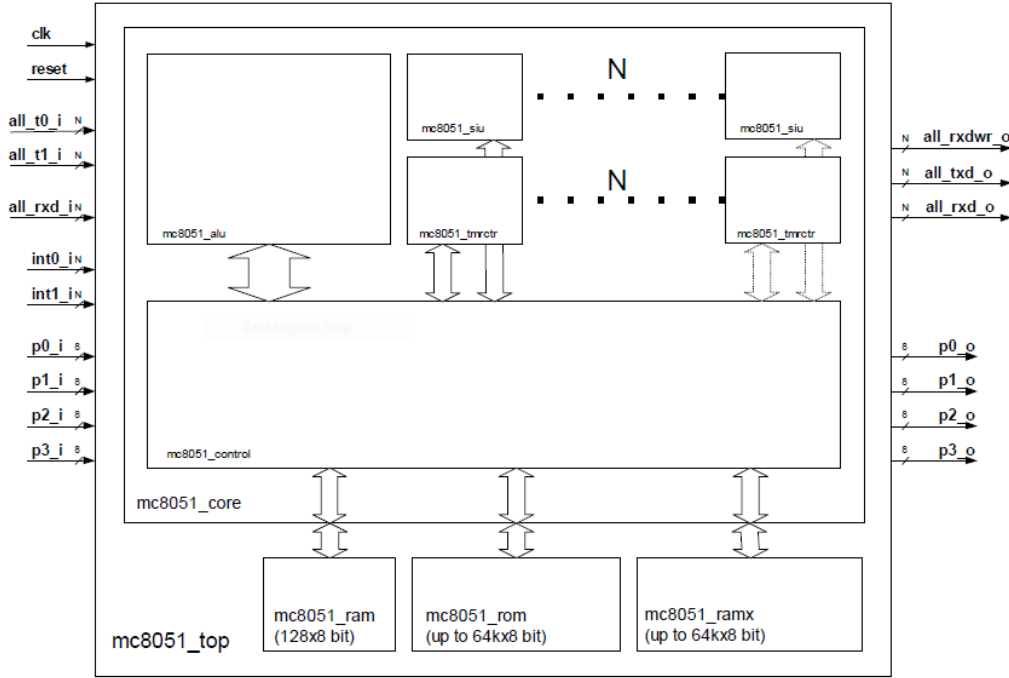 clk
reset
all_t0_i N
all_t1_i N
all_rxd_i N
int0_i N
int1_i N
p0_i 8
p1_i 8
p2_i 8
p3_i 8
mc8051_alu
mc8051_siu
N
mc8051_siu
mc8051_tmrctr
N
mc8051_tmrctr
Rectangular Snip
mc8051_control
mc8051_core
mc8051_ram
(128x8 bit)
mc8051_rom
(up to 64kx8 bit)
mc8051_ramx
(up to 64kx8 bit)
mc8051_top
N all_rxdwr_o
N all_txd_o
N all_rxd_o
8 p0_o
8 p1_o
8 p2_o
8 p3_o